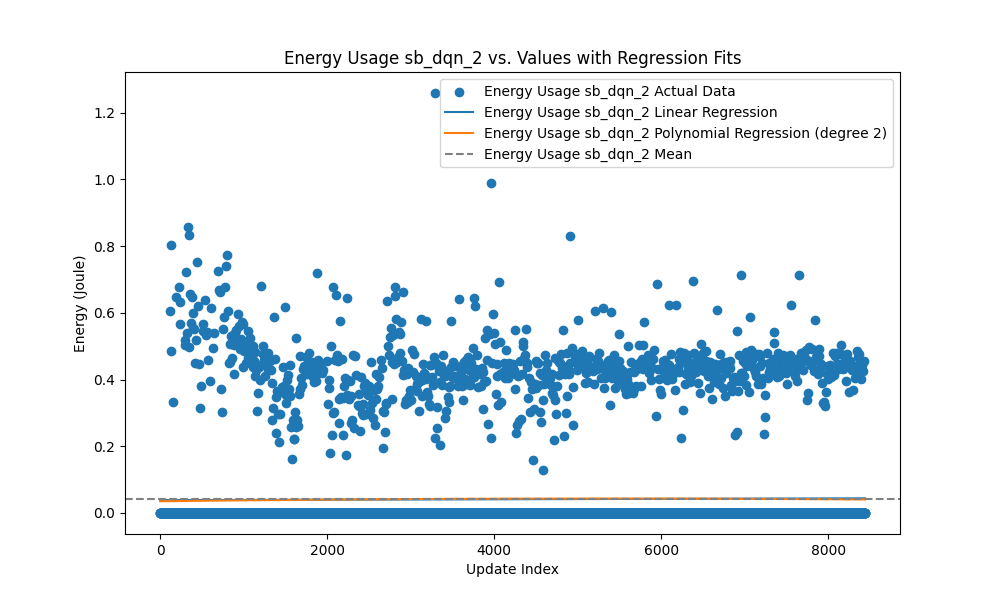 Energy Usage sb_dqn_2 vs. Values with Regression Fits
Energy Usage sb_dqn_2 Actual Data
Energy Usage sb_dqn_2 Linear Regression
Energy Usage sb_dqn_2 Polynomial Regression (degree 2)
Energy Usage sb_dqn_2 Mean
Energy (Joule)
1.2
1.0
0.8
0.6
0.4
0.2
0.0
0 2000 4000 6000 8000
Update Index